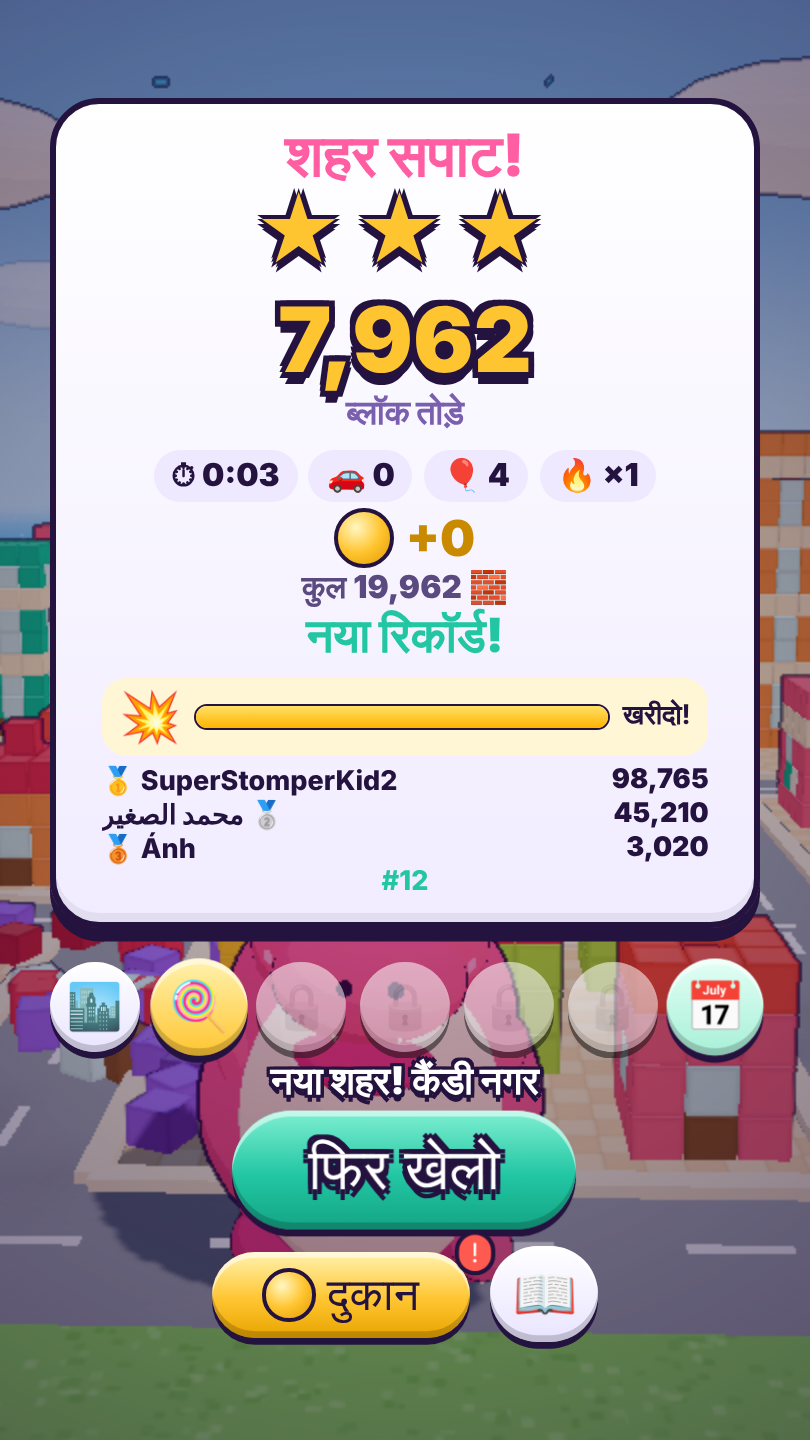 शहर सपाट!
7,962
ब्लॉक तोड़े
0:03 0 4 ×1
+0
कुल 19,962
नया रिकॉर्ड!
खरीदो!
SuperStomperKid2 98,765
محمد الصغير 45,210
Ánh 3,020
#12
July
17
नया शहर! कैंडी नगर
फिर खेलो
!
दुकान